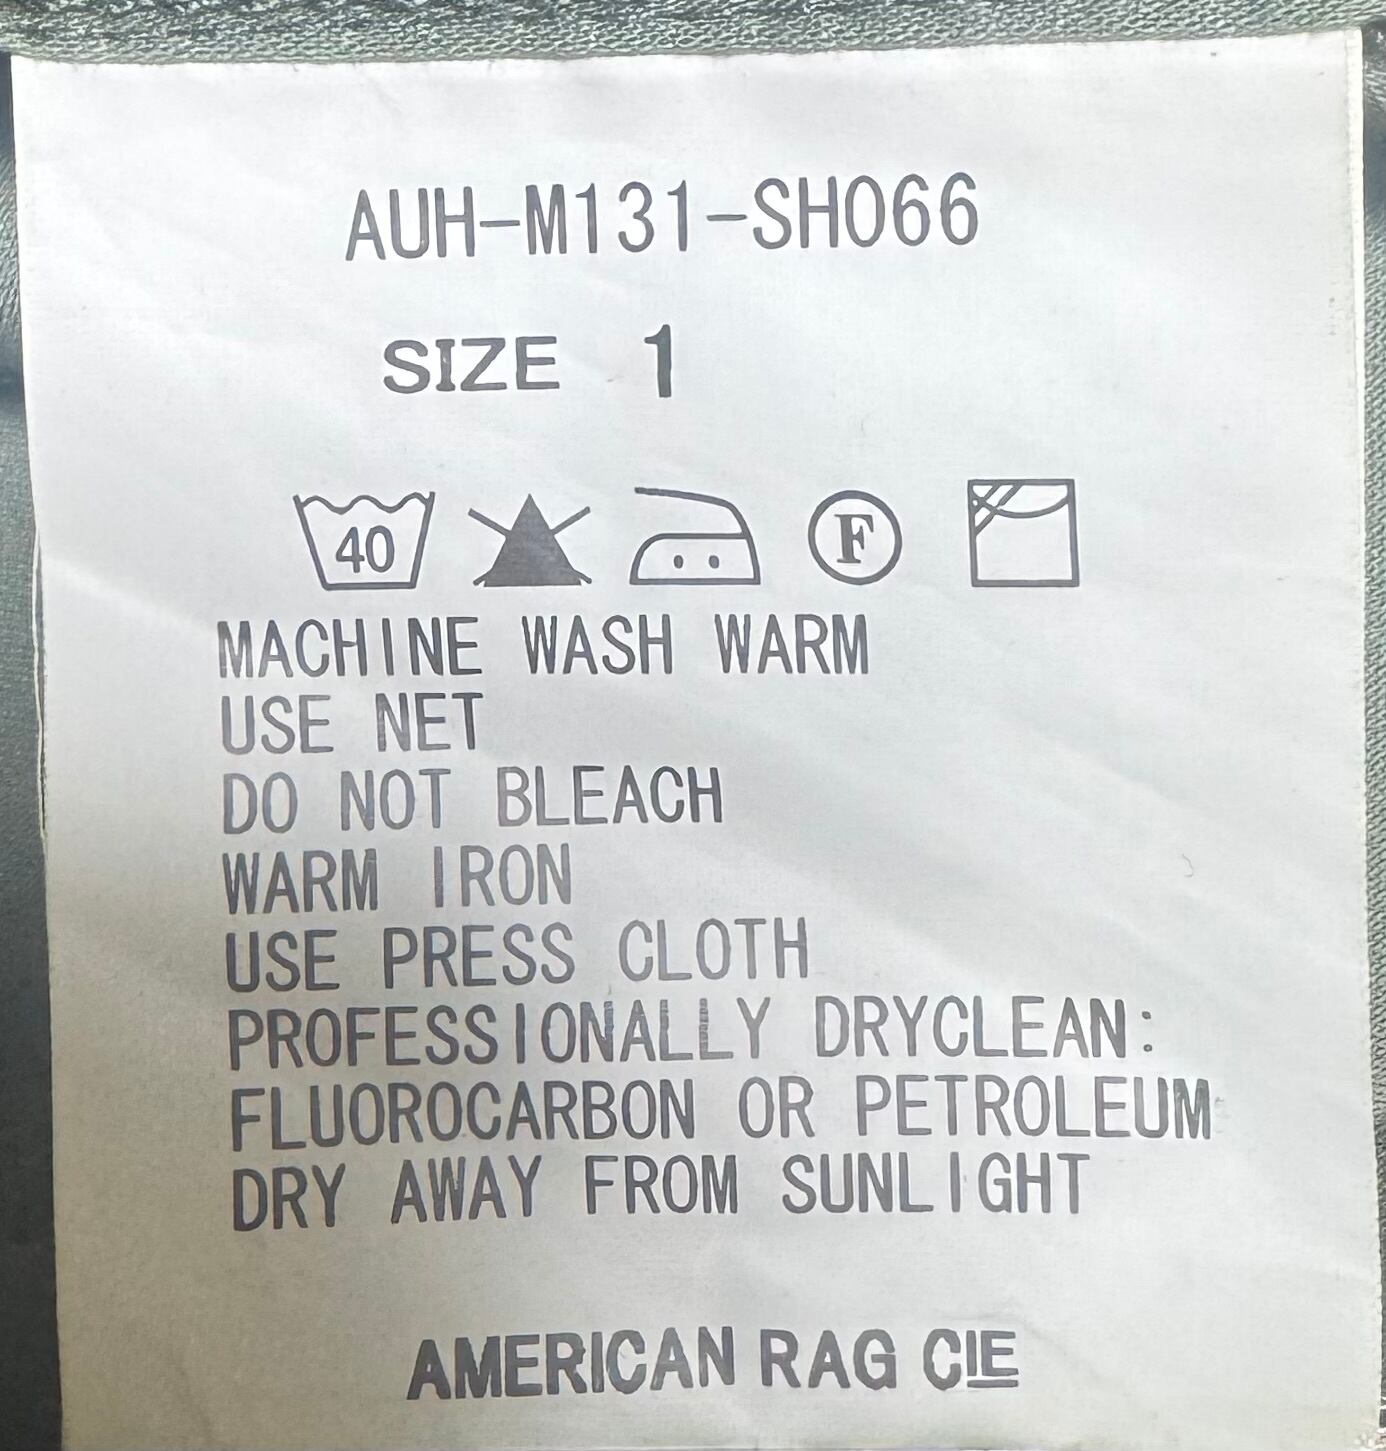 AUH-M131-SH066
SIZE 1
40 F
MACHINE WASH WARM
USE NET
DO NOT BLEACH
WARM IRON
USE PRESS CLOTH
PROFESSIONALLY DRYCLEAN:
FLUOROCARBON OR PETROLEUM
DRY AWAY FROM SUNLIGHT
AMERICAN RAG CIE